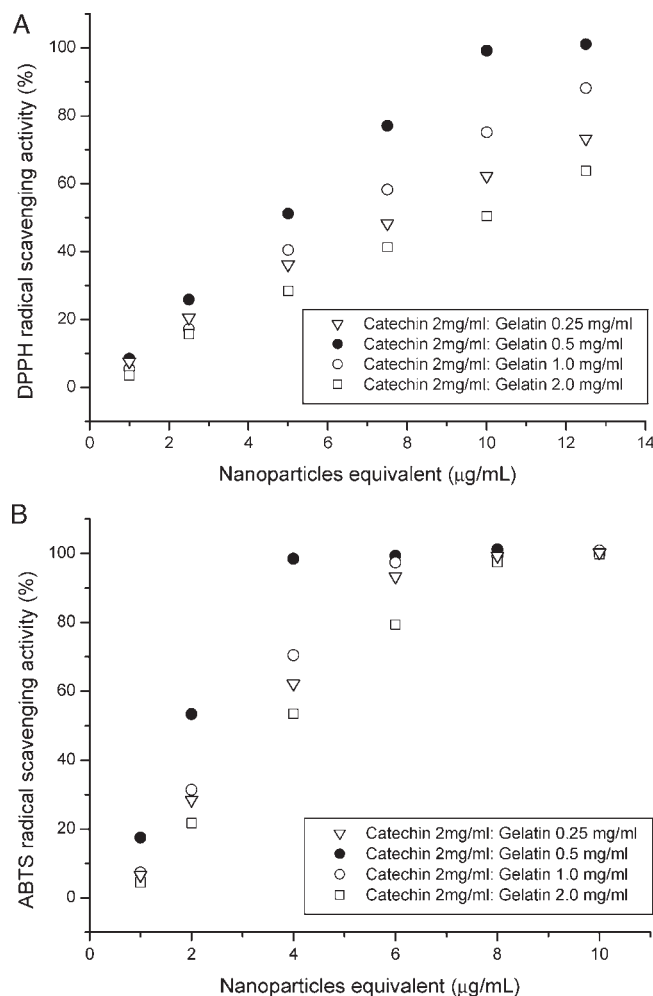 A
DPPH radical scavenging activity (%)
100
80
60
40
20
0
Catechin 2mg/ml: Gelatin 0.25 mg/ml
Catechin 2mg/ml: Gelatin 0.5 mg/ml
Catechin 2mg/ml: Gelatin 1.0 mg/ml
Catechin 2mg/ml: Gelatin 2.0 mg/ml
0 2 4 6 8 10 12 14
Nanoparticles equivalent (μg/mL)
B
ABTS radical scavenging activity (%)
100
80
60
40
20
0
Catechin 2mg/ml: Gelatin 0.25 mg/ml
Catechin 2mg/ml: Gelatin 0.5 mg/ml
Catechin 2mg/ml: Gelatin 1.0 mg/ml
Catechin 2mg/ml: Gelatin 2.0 mg/ml
0 2 4 6 8 10
Nanoparticles equivalent (μg/mL)